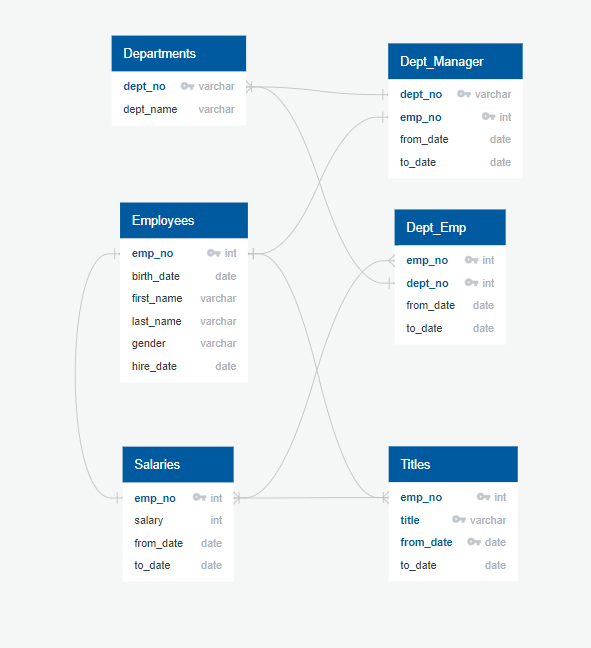 Departments
dept_no varchar
dept_name varchar
Dept_Manager
dept_no varchar
emp_no int
from_date date
to_date date
Employees
emp_no int
birth_date date
first_name varchar
last_name varchar
gender varchar
hire_date date
Dept_Emp
emp_no int
dept_no int
from_date date
to_date date
Salaries
emp_no int
salary int
from_date date
to_date date
Titles
emp_no int
title varchar
from_date date
to_date date